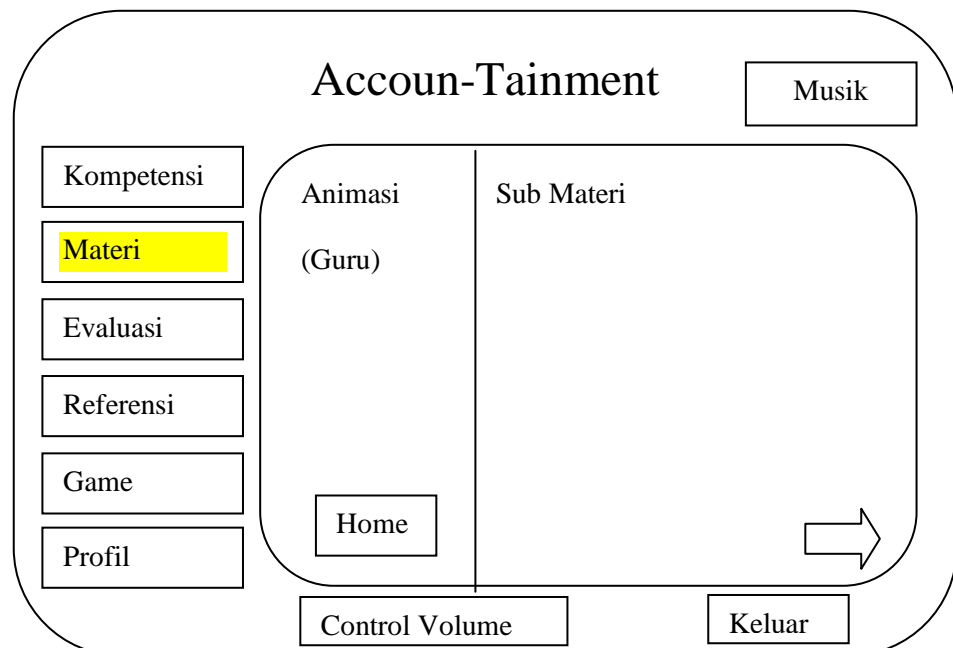 Accoun-Tainment
Musik
Kompetensi
Materi
Evaluasi
Referensi
Game
Profil
Animasi
(Guru)
Sub Materi
Home
Control Volume
Keluar